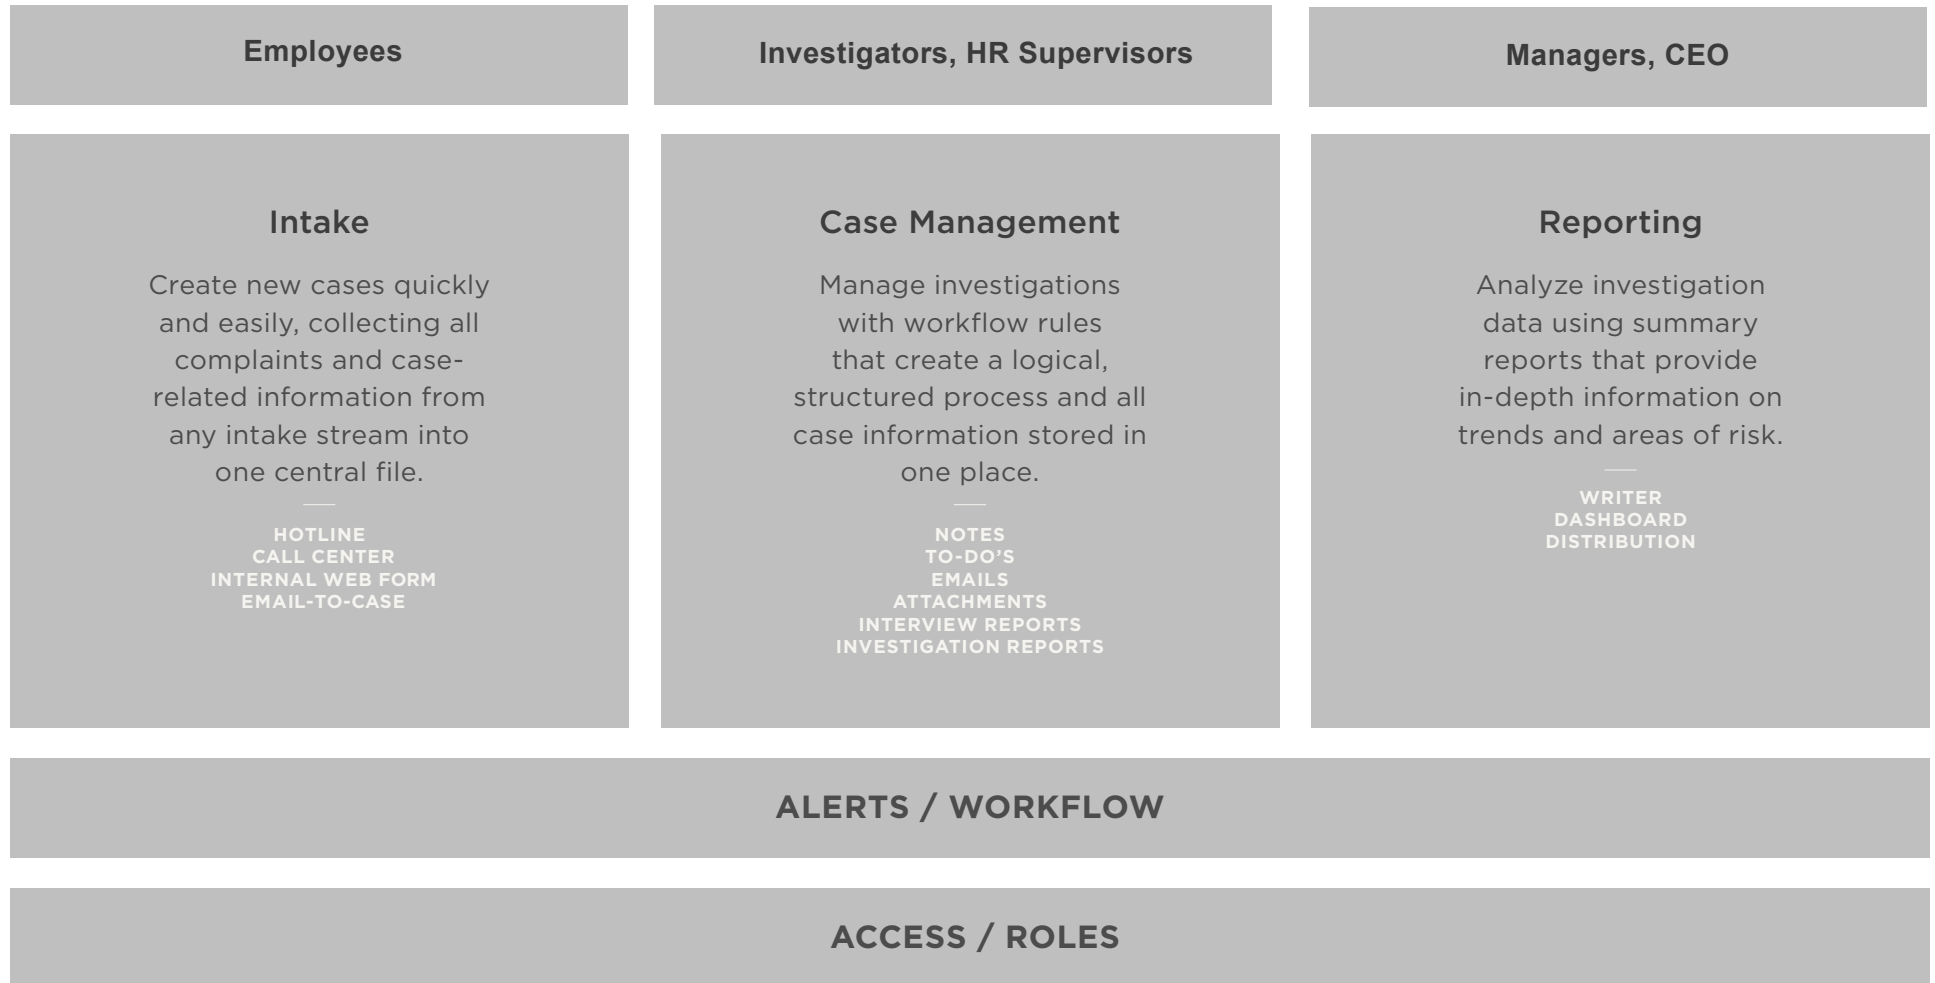 Employees
Investigators, HR Supervisors
Managers, CEO
Intake
Create new cases quickly
and easily, collecting all
complaints and case-
related information from
any intake stream into
one central file.
HOTLINE
CALL CENTER
INTERNAL WEB FORM
EMAIL-TO-CASE
Case Management
Manage investigations
with workflow rules
that create a logical,
structured process and all
case information stored in
one place.
NOTES
TO-DO’S
EMAILS
ATTACHMENTS
INTERVIEW REPORTS
INVESTIGATION REPORTS
Reporting
Analyze investigation
data using summary
reports that provide
in-depth information on
trends and areas of risk.
WRITER
DASHBOARD
DISTRIBUTION
ALERTS / WORKFLOW
ACCESS / ROLES